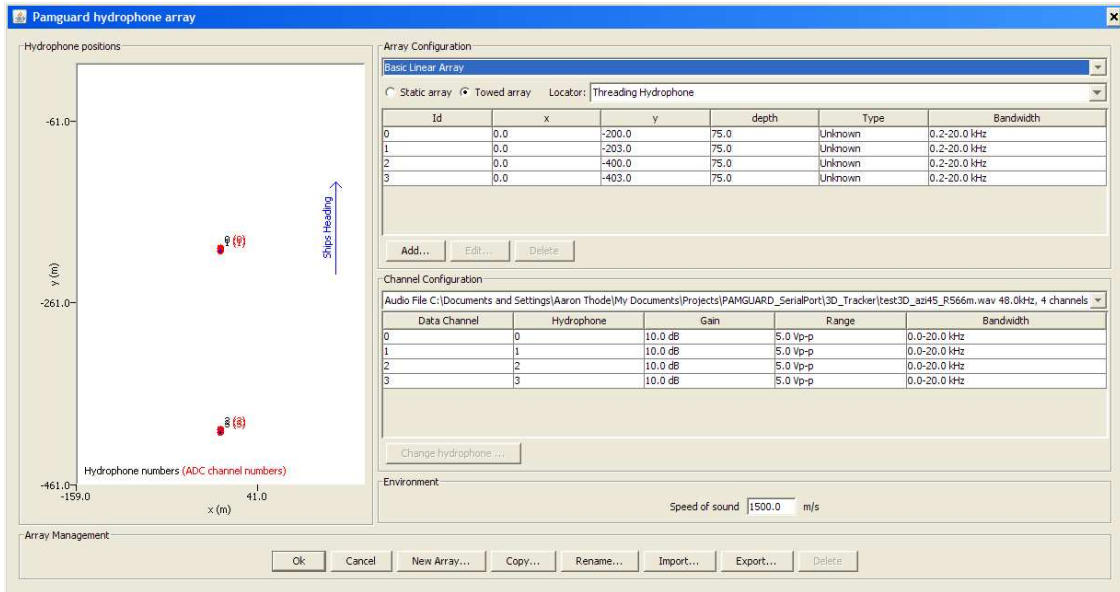 Pamguard hydrophone array
Hydrophone positions
-61.0
-261.0
-461.0
y (m)
Ships Heading
Hydrophone numbers (ADC channel numbers)
-159.0 41.0
x (m)
Array Configuration
Basic Linear Array
Static array Towed array Locator: Threading Hydrophone
Id x y depth Type Bandwidth
0 0.0 -200.0 75.0 Unknown 0.2-20.0 kHz
1 0.0 -203.0 75.0 Unknown 0.2-20.0 kHz
2 0.0 -400.0 75.0 Unknown 0.2-20.0 kHz
3 0.0 -403.0 75.0 Unknown 0.2-20.0 kHz
Add... Edit... Delete
Channel Configuration
Audio File C:\Documents and Settings\Aaron Thode\My Documents\Projects\PAMGUARD_SerialPort\3D_Tracker\test3D_azi45_R566m.wav 48.0kHz, 4 channels
Data Channel Hydrophone Gain Range Bandwidth
0 0 10.0 dB 5.0 Vp-p 0.0-20.0 kHz
1 1 10.0 dB 5.0 Vp-p 0.0-20.0 kHz
2 2 10.0 dB 5.0 Vp-p 0.0-20.0 kHz
3 3 10.0 dB 5.0 Vp-p 0.0-20.0 kHz
Change hydrophone ...
Environment
Speed of sound 1500.0 m/s
Array Management
Ok Cancel New Array... Copy... Rename... Import... Export... Delete